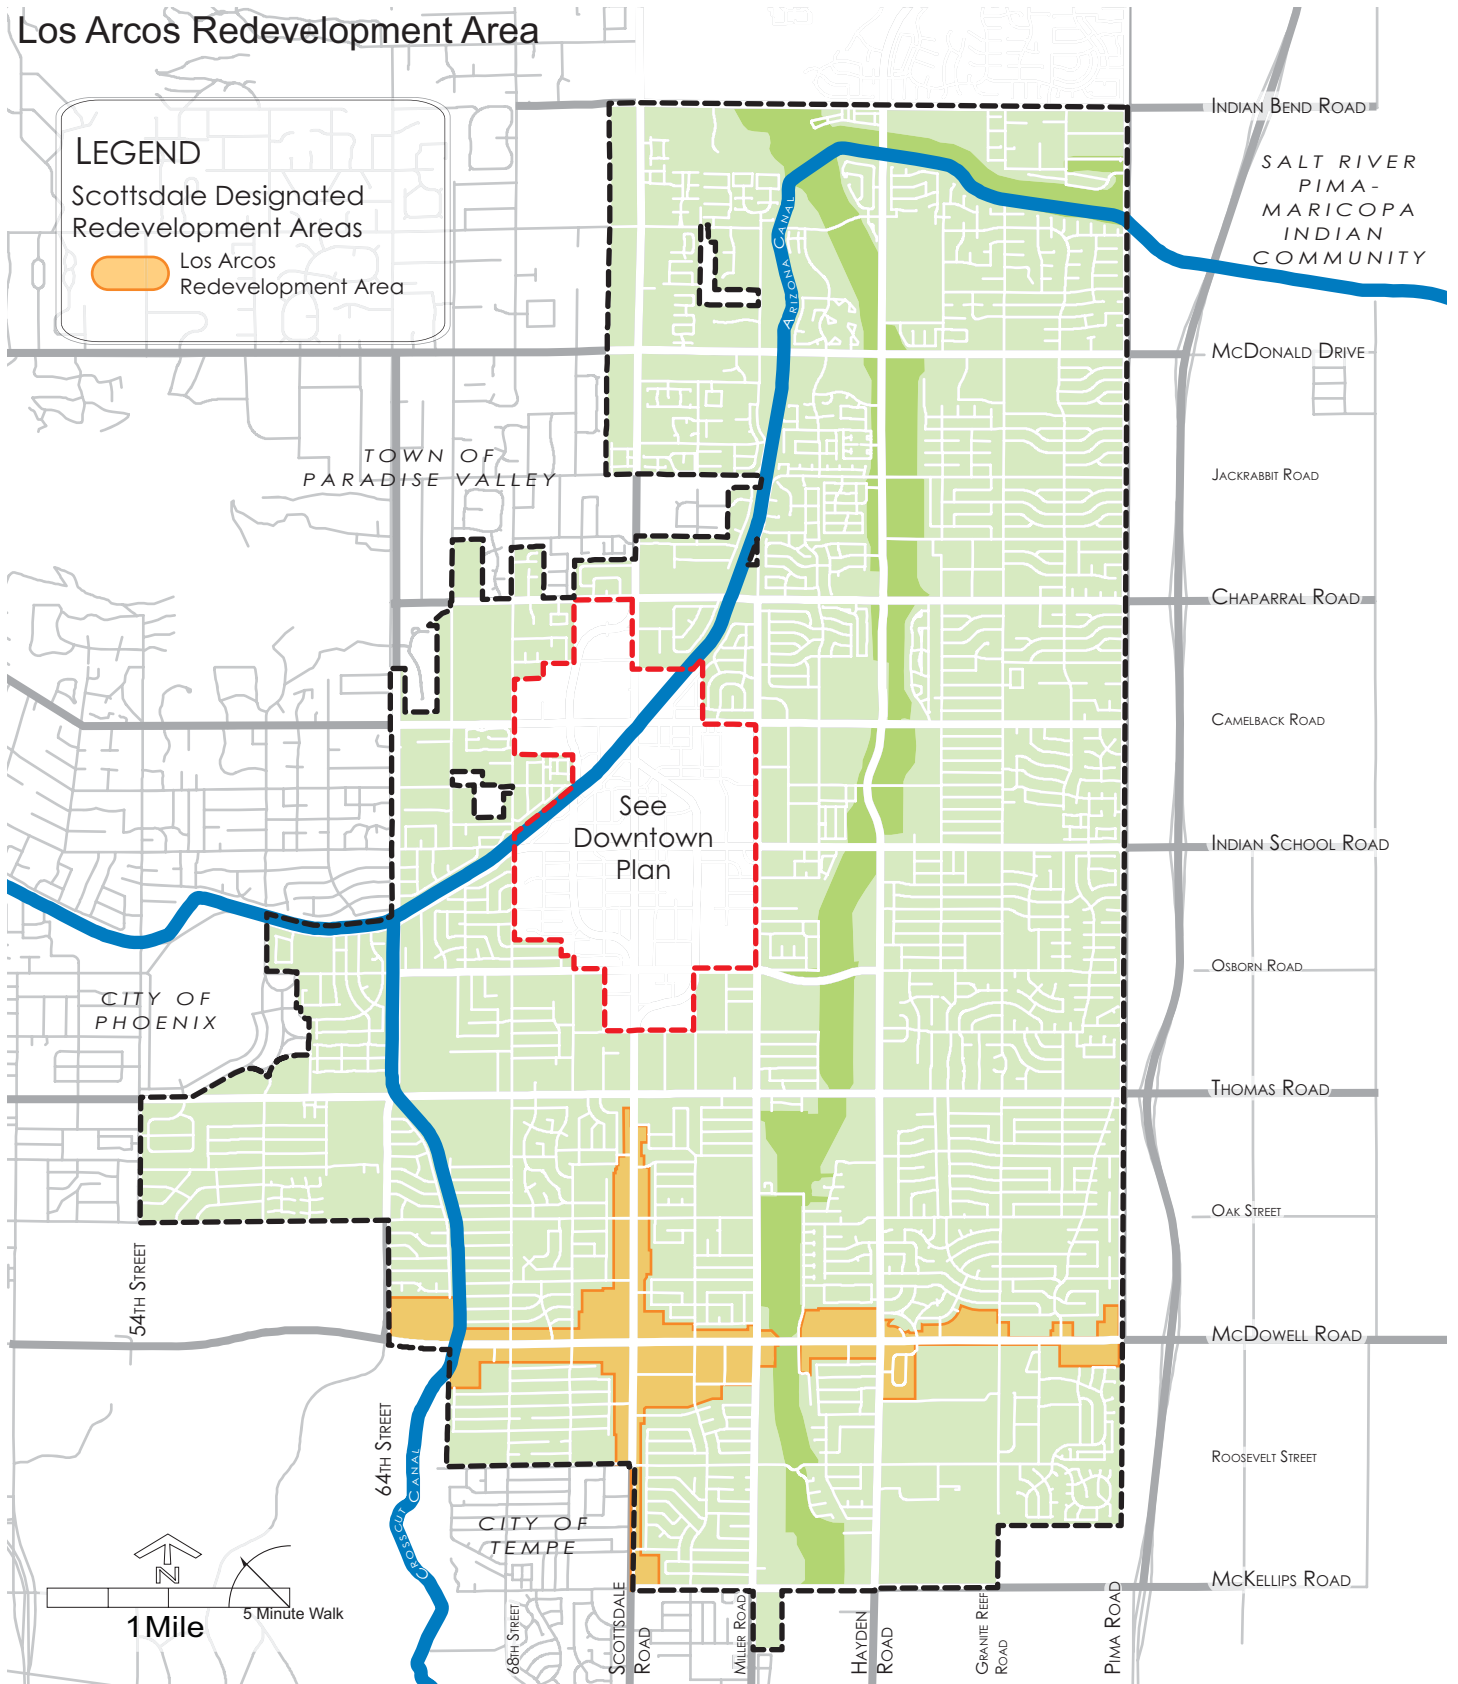 Los Arcos Redevelopment Area
LEGEND
Scottsdale Designated
Redevelopment Areas
Los Arcos
Redevelopment Area
INDIAN BEND ROAD
SALT RIVER
PIMA-
MARICOPA
INDIAN
COMMUNITY
ARIZONA CANAL
MCDONALD DRIVE
TOWN OF
PARADISE VALLEY
JACKRABBIT ROAD
CHAPARRAL ROAD
CAMELBACK ROAD
See
Downtown
Plan
INDIAN SCHOOL ROAD
OSBORN ROAD
CITY OF
PHOENIX
THOMAS ROAD
OAK STREET
54TH STREET
MCDOWELL ROAD
64TH STREET
ROOSEVELT STREET
CROSSCUT CANAL
CITY OF
TEMPE
N
1 Mile
5 Minute Walk
MCKELLIPS ROAD
68TH STREET
SCOTTSDALE
ROAD
MILLER ROAD
HAYDEN
ROAD
GRANITE REEF
ROAD
PIMA ROAD